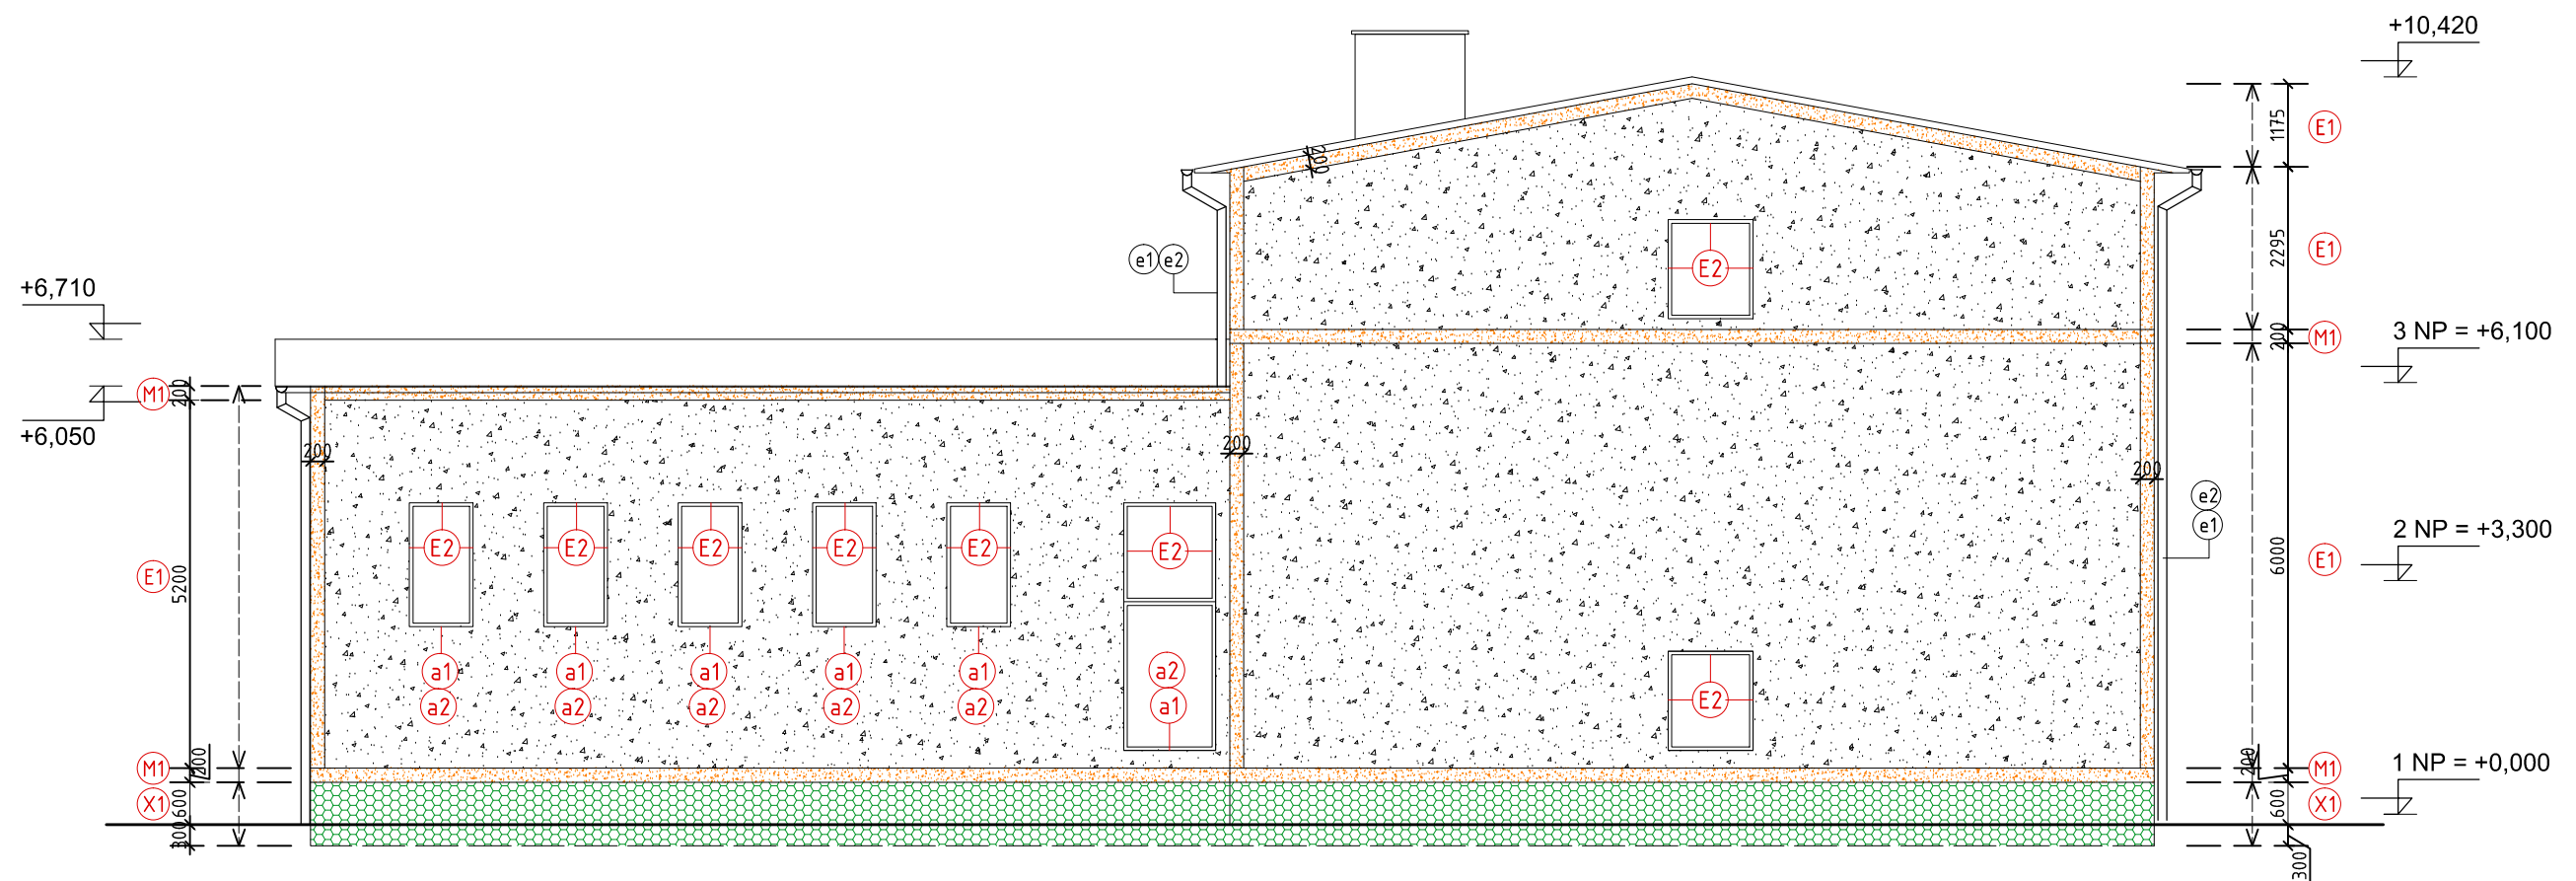 +10,420
1175
E1
200
E2
2295
E1
e1 e2
+6,710
3 NP = +6,100
200
M1
M1
200
+6,050
200
200
200
e2
e1
2 NP = +3,300
E1
5200
6000
E1
E2
E2
E2
E2
E2
E2
a1
a2
a1
a2
a1
a2
a1
a2
a1
a2
a2
a1
E2
M1
200
200
M1
1 NP = +0,000
X1
600
600
X1
300
300